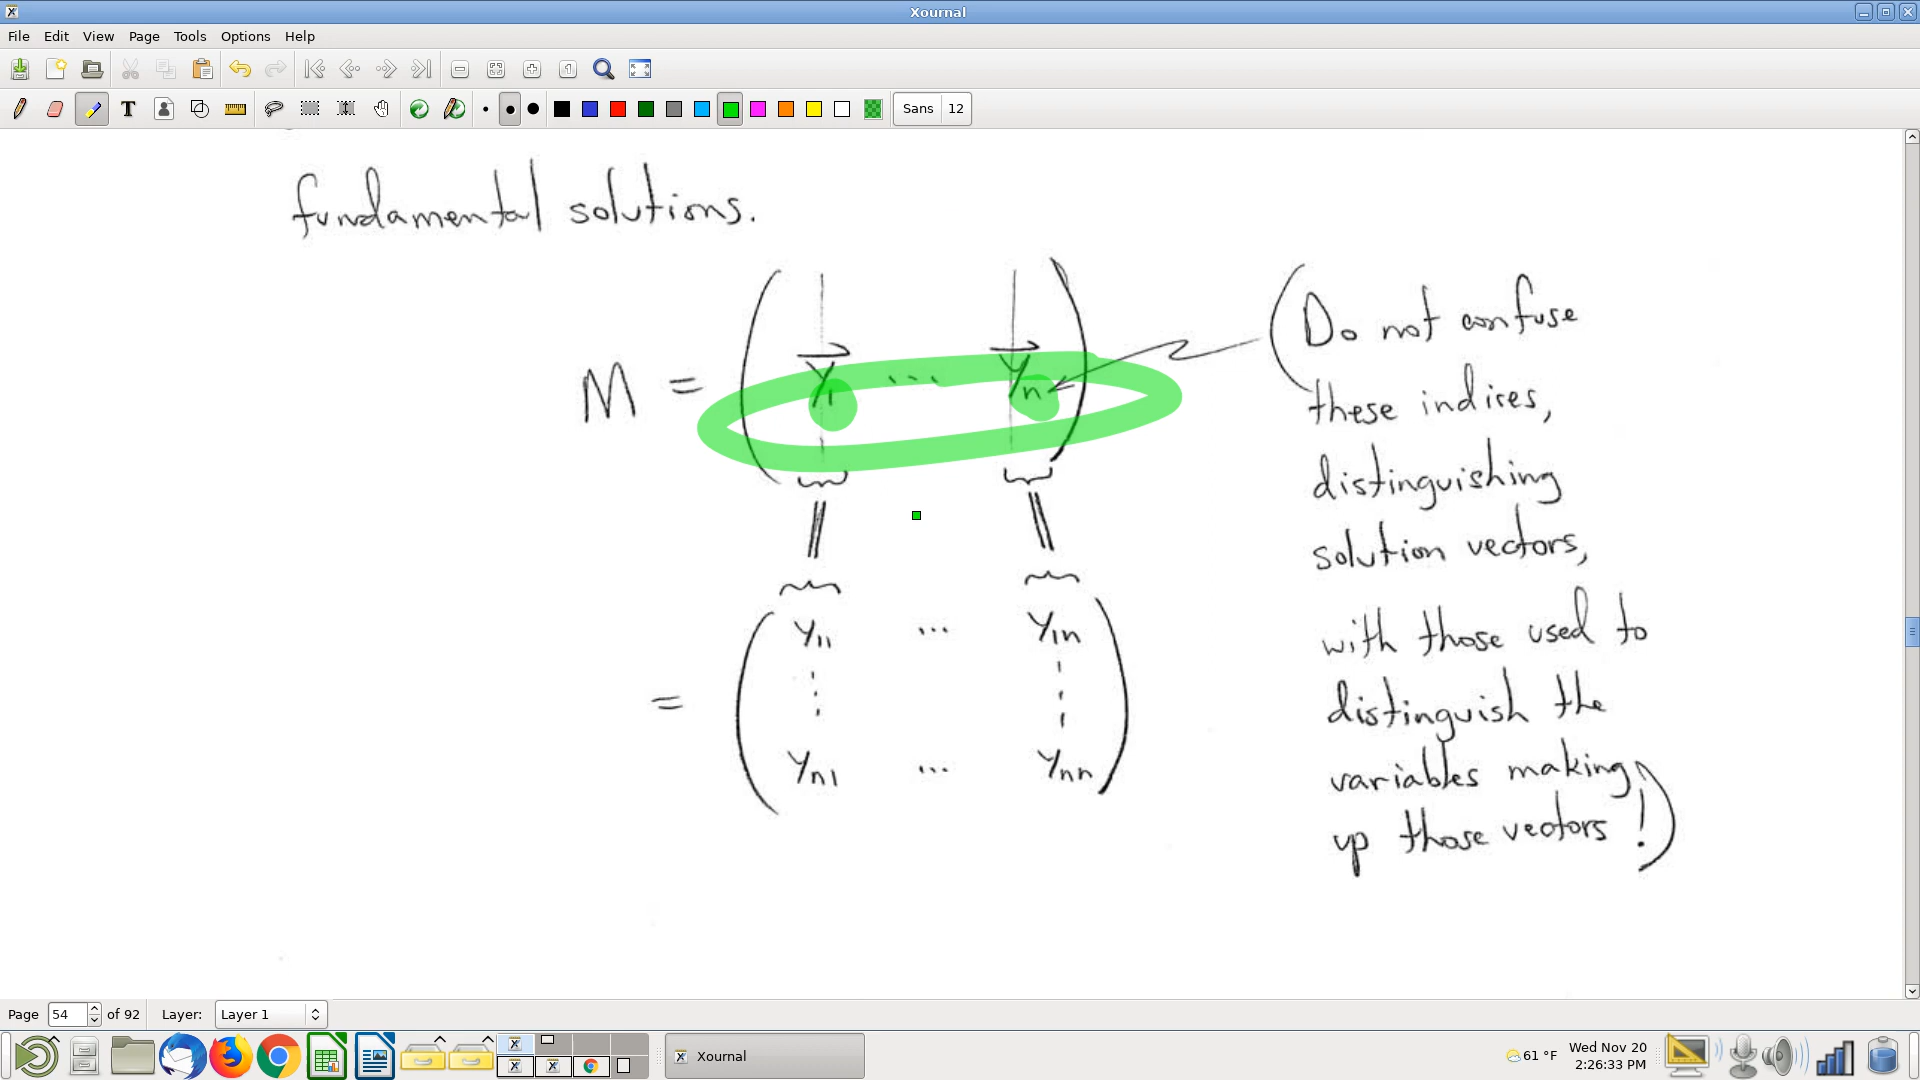 Xournal
File Edit View Page Tools Options Help
Sans 12
fundamental solutions.
M = ( Y⃗₁ ... Y⃗ₙ )
(Do not confuse
these indices,
distinguishing
solution vectors,
with those used to
distinguish the
variables making
up those vectors!)
= ( y₁₁ ... y₁ₙ
⋮ ⋮
yₙ₁ ... yₙₙ )
Page 54 of 92 Layer: Layer 1
Xournal
61 °F
Wed Nov 20
2:26:33 PM